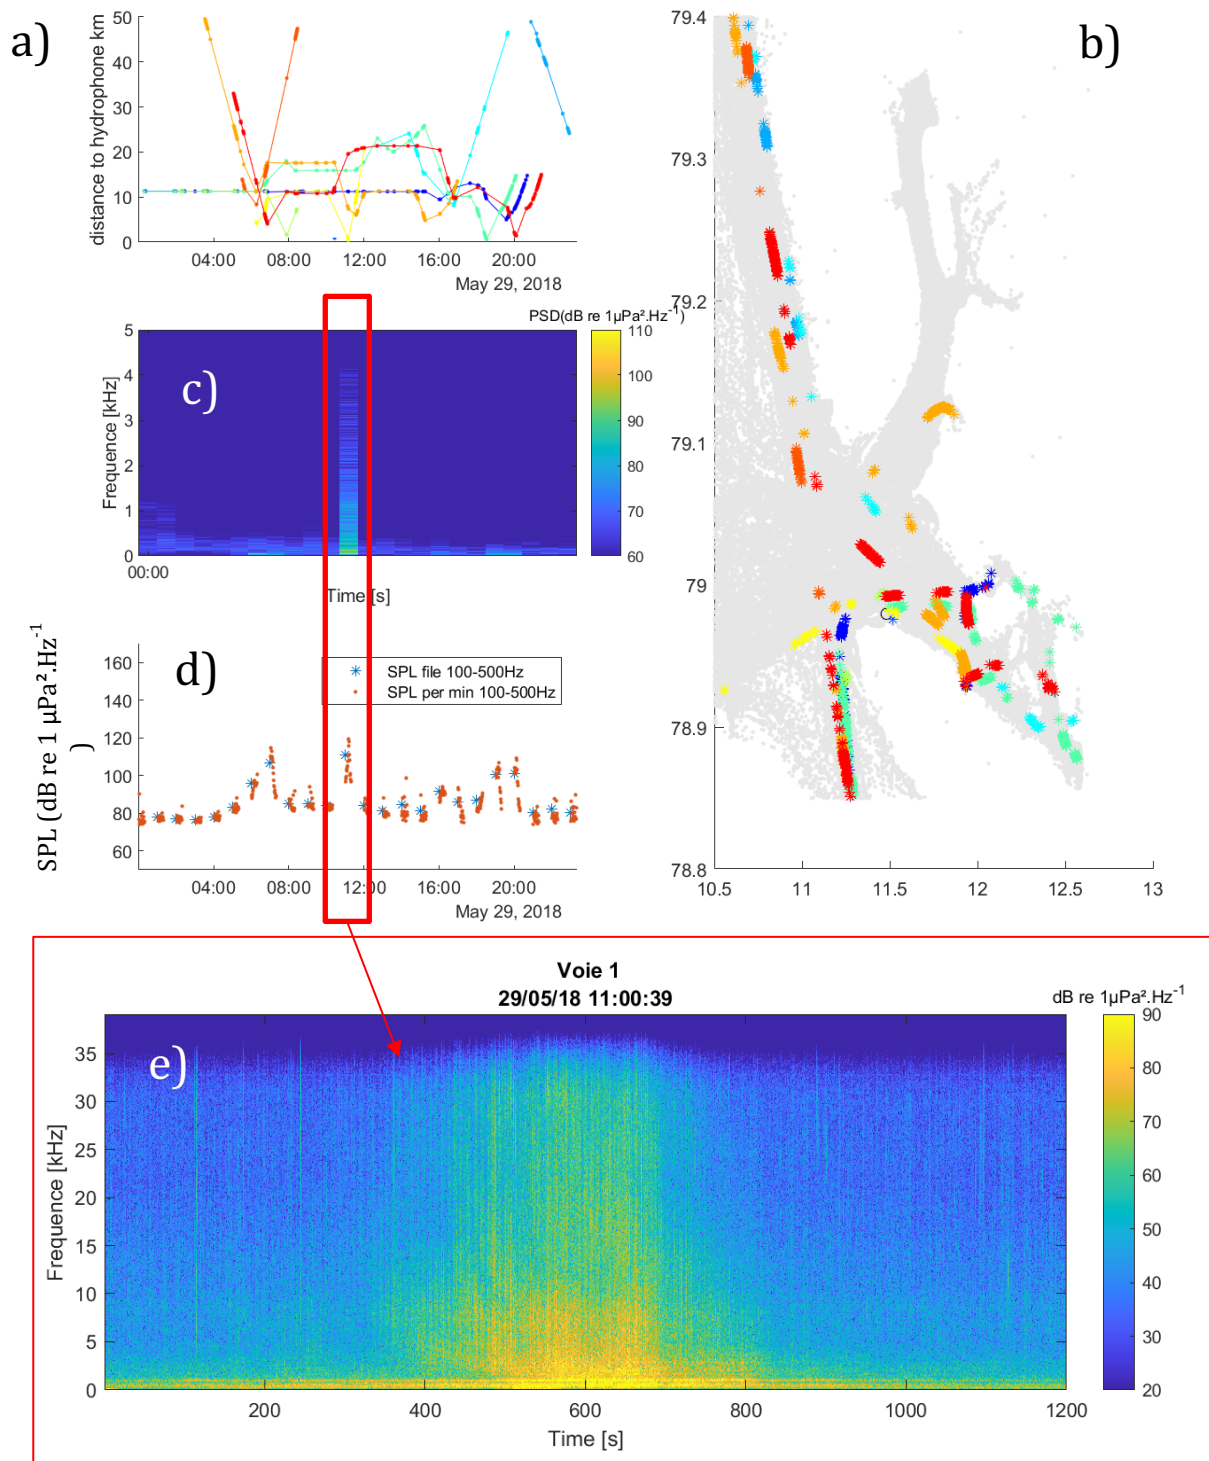 a)
distance to hydrophone km
50
40
30
20
10
0
04:00 08:00 12:00 16:00 20:00
May 29, 2018
b)
79.4
79.3
79.2
79.1
79
78.9
78.8
10.5 11 11.5 12 12.5 13
c)
PSD(dB re 1µPa².Hz⁻¹)
Frequence [kHz]
5
4
3
2
1
0
00:00
Time [s]
110
100
90
80
70
60
d)
SPL (dB re 1 µPa².Hz⁻¹
)
160
140
120
100
80
60
SPL file 100-500Hz
SPL per min 100-500Hz
04:00 08:00 12:00 16:00 20:00
May 29, 2018
Voie 1
29/05/18 11:00:39
dB re 1µPa².Hz⁻¹
e)
Frequence [kHz]
35
30
25
20
15
10
5
0
200 400 600 800 1000 1200
Time [s]
90
80
70
60
50
40
30
20